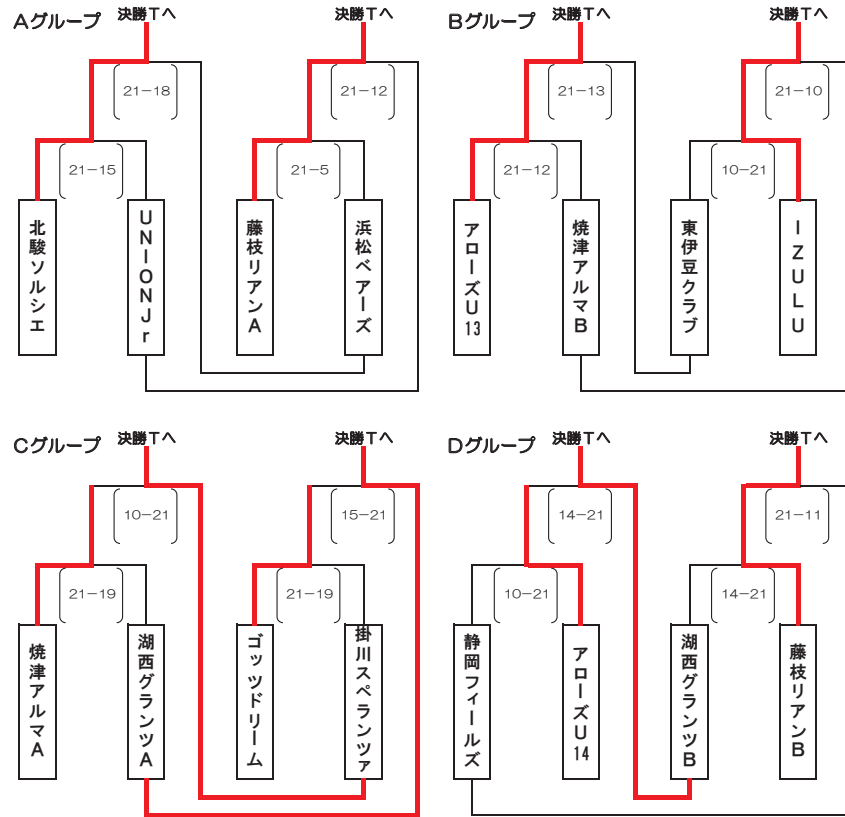 Aグループ
決勝Tへ
決勝Tへ
21-18
21-12
21-15
21-5
北駿ソルシエ
UNIONJr
藤枝リアンA
浜松ベアーズ
Bグループ
決勝Tへ
決勝Tへ
21-13
21-10
21-12
10-21
アローズU13
焼津アルマB
東伊豆クラブ
IZULU
Cグループ
決勝Tへ
決勝Tへ
10-21
15-21
21-19
21-19
焼津アルマA
湖西グランツA
ゴッツドリーム
掛川スペランツァ
Dグループ
決勝Tへ
決勝Tへ
14-21
21-11
10-21
14-21
静岡フィールズ
アローズU14
湖西グランツB
藤枝リアンB